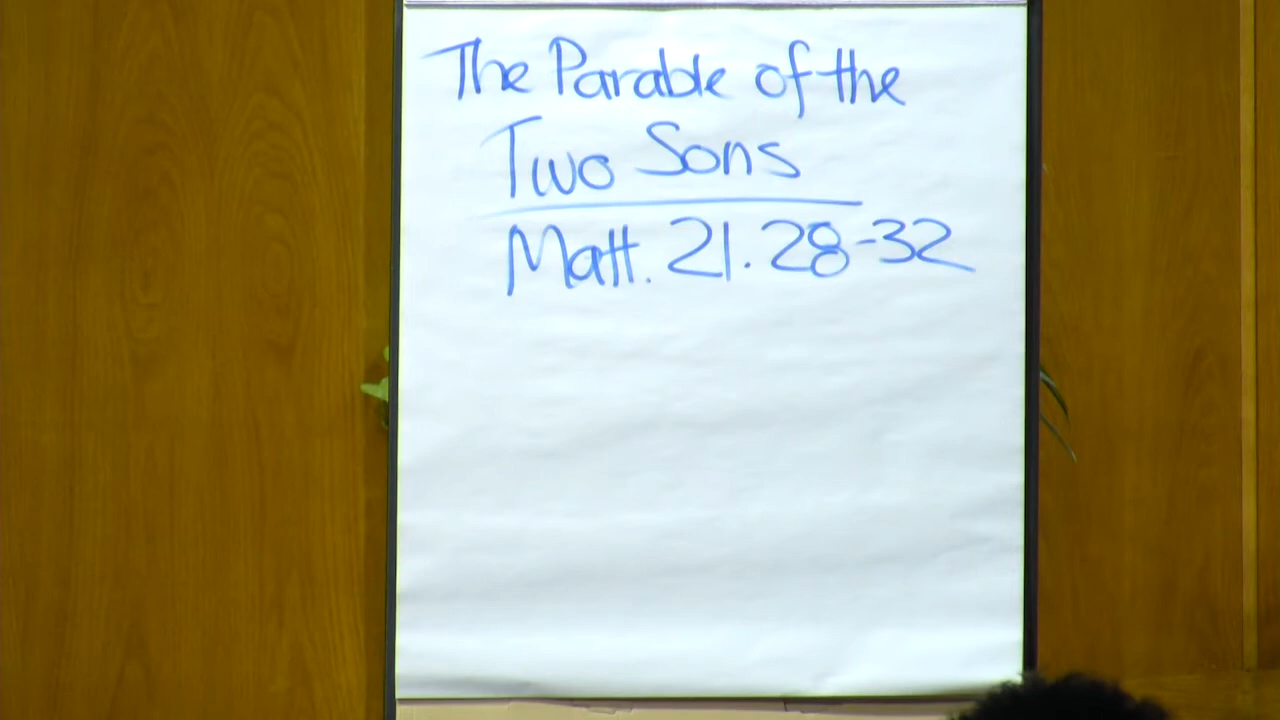 The Parable of the
Two Sons
Matt. 21.28-32